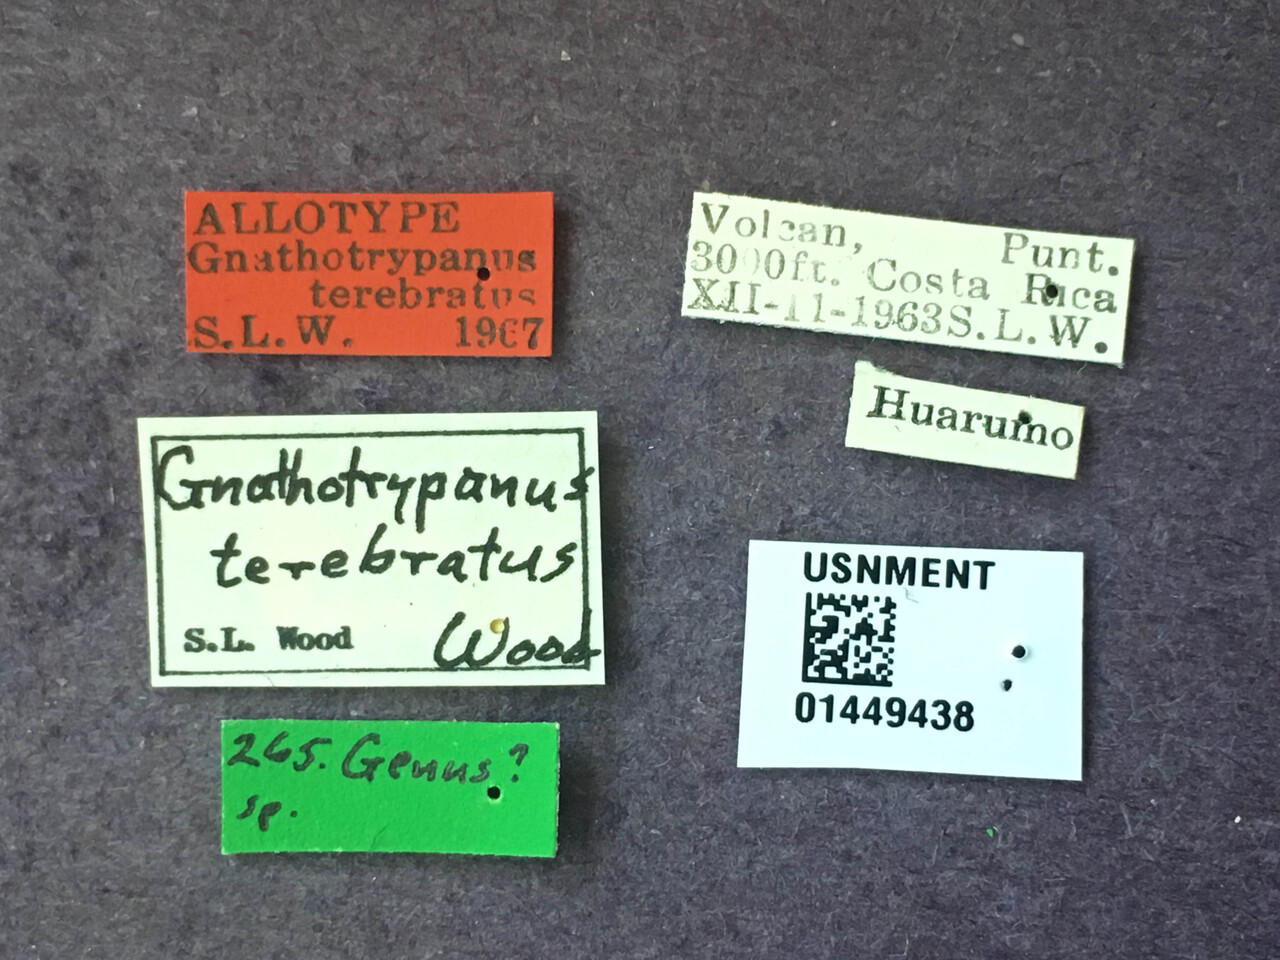 ALLOTYPE
Gnathotrypanus
terebratus
S.L.W. 1967
Gnathotrypanus
terebratus
S.L. Wood Wood
265. Genus?
sp.
Volcan, Punt.
3000ft. Costa Rica
XII-11-1963 S.L.W.
Huarumo
USNMENT
01449438